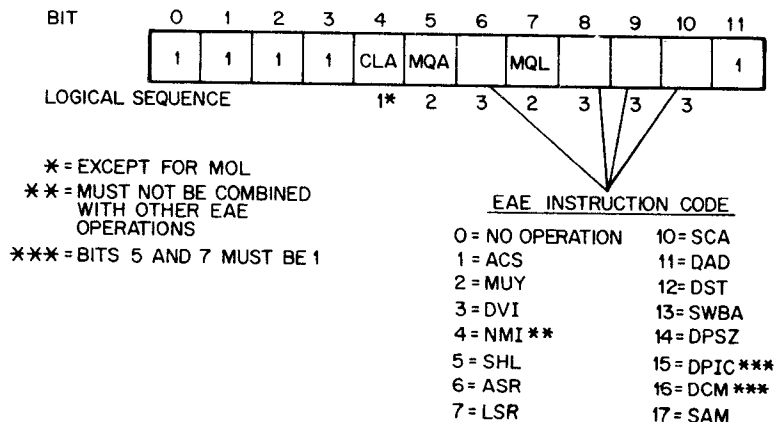 BIT 0 1 2 3 4 5 6 7 8 9 10 11
1 1 1 1 CLA MQA MQL 1
LOGICAL SEQUENCE 1* 2 3 2 3 3 3
* = EXCEPT FOR MOL
** = MUST NOT BE COMBINED
WITH OTHER EAE
OPERATIONS
*** = BITS 5 AND 7 MUST BE 1
EAE INSTRUCTION CODE
0 = NO OPERATION 10 = SCA
1 = ACS 11 = DAD
2 = MUY 12 = DST
3 = DVI 13 = SWBA
4 = NMI ** 14 = DPSZ
5 = SHL 15 = DPIC ***
6 = ASR 16 = DCM ***
7 = LSR 17 = SAM